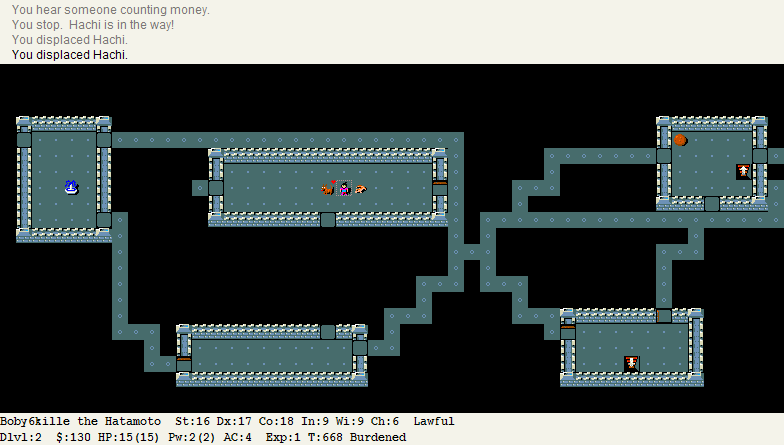 You hear someone counting money.
You stop. Hachi is in the way!
You displaced Hachi.
You displaced Hachi.
Boby6kille the Hatamoto St:16 Dx:17 Co:18 In:9 Wi:9 Ch:6 Lawful
Dlvl:2 $:130 HP:15(15) Pw:2(2) AC:4 Exp:1 T:668 Burdened